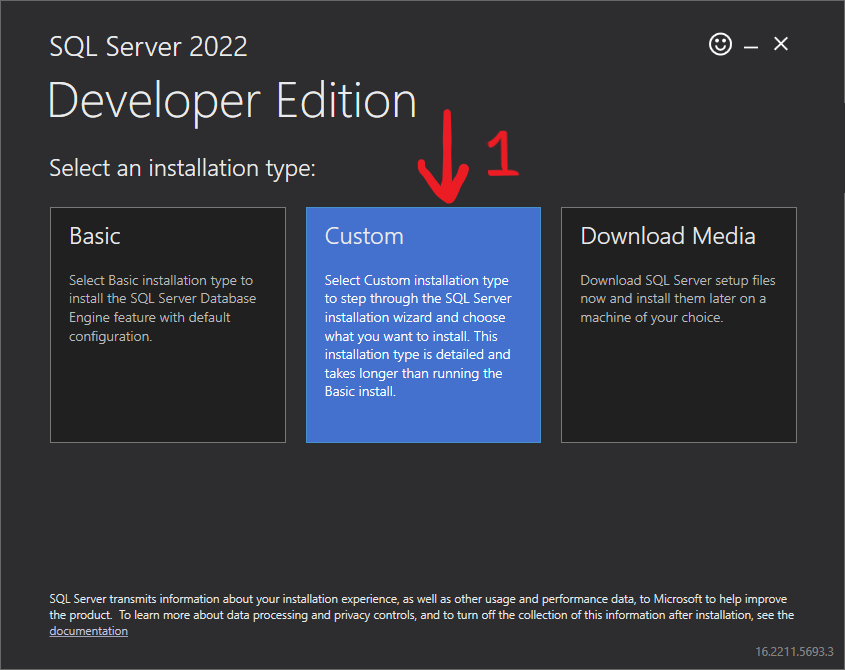 SQL Server 2022
Developer Edition
1
Select an installation type:
Basic
Select Basic installation type to
install the SQL Server Database
Engine feature with default
configuration.
Custom
Select Custom installation type
to step through the SQL Server
installation wizard and choose
what you want to install. This
installation type is detailed and
takes longer than running the
Basic install.
Download Media
Download SQL Server setup files
now and install them later on a
machine of your choice.
SQL Server transmits information about your installation experience, as well as other usage and performance data, to Microsoft to help improve
the product.  To learn more about data processing and privacy controls, and to turn off the collection of this information after installation, see the
documentation
16.2211.5693.3